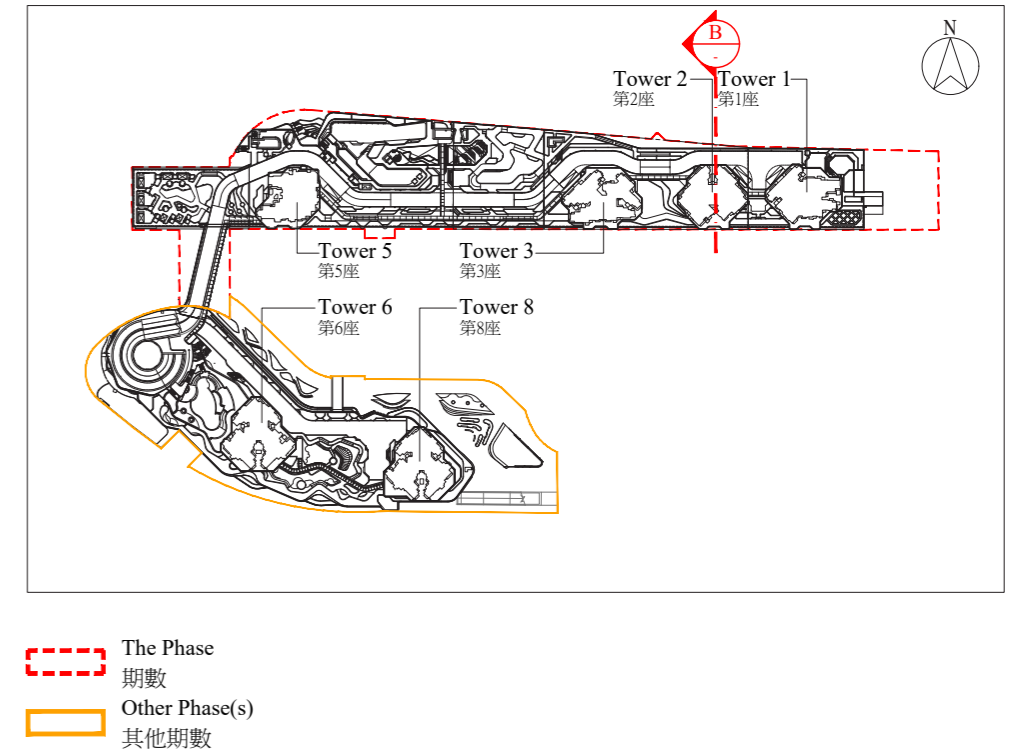 B
-
N
Tower 2
第2座
Tower 1
第1座
Tower 5
第5座
Tower 3
第3座
Tower 6
第6座
Tower 8
第8座
The Phase
期數
Other Phase(s)
其他期數